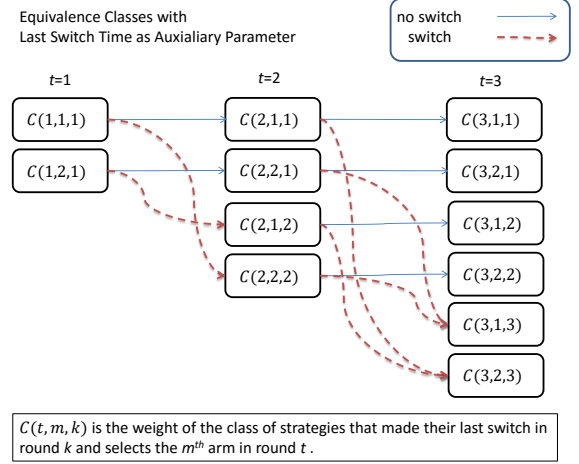 Equivalence Classes with
Last Switch Time as Auxialiary Parameter
no switch
switch
t=1
t=2
t=3
C(1,1,1)
C(2,1,1)
C(3,1,1)
C(1,2,1)
C(2,2,1)
C(3,2,1)
C(2,1,2)
C(3,1,2)
C(2,2,2)
C(3,2,2)
C(3,1,3)
C(3,2,3)
C(t, m, k) is the weight of the class of strategies that made their last switch in
round k and selects the mth arm in round t .